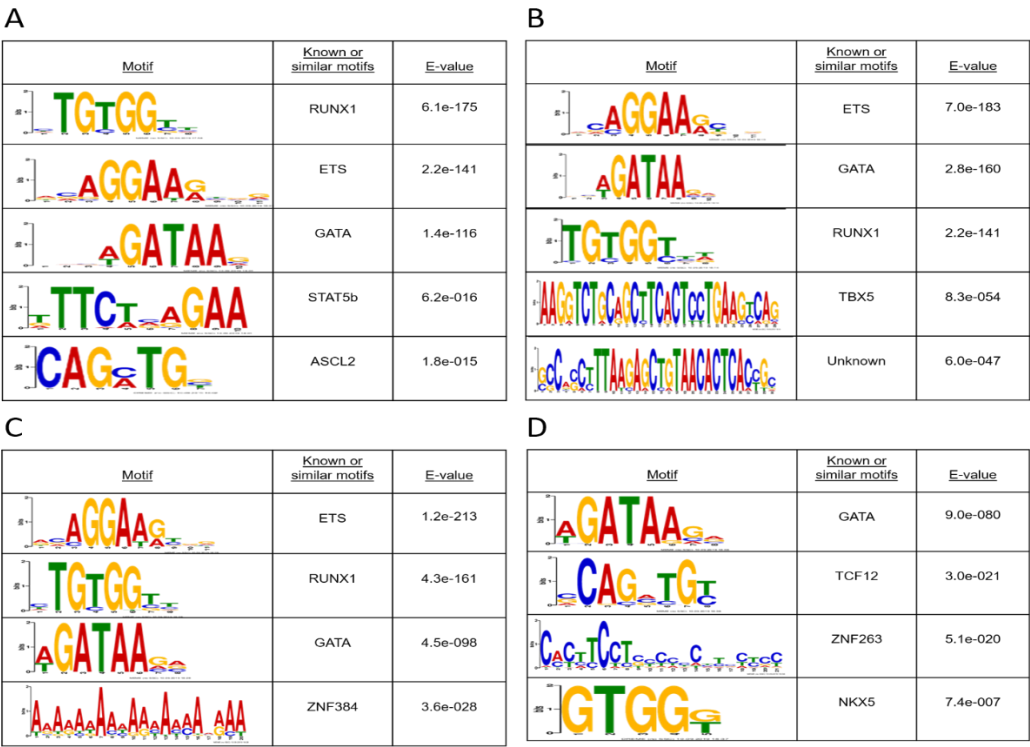 A
Motif
Known or
similar motifs
E-value
RUNX1
6.1e-175
ETS
2.2e-141
GATA
1.4e-116
STAT5b
6.2e-016
ASCL2
1.8e-015
B
Motif
Known or
similar motifs
E-value
ETS
7.0e-183
GATA
2.8e-160
RUNX1
2.2e-141
TBX5
8.3e-054
Unknown
6.0e-047
C
Motif
Known or
similar motifs
E-value
ETS
1.2e-213
RUNX1
4.3e-161
GATA
4.5e-098
ZNF384
3.6e-028
D
Motif
Known or
similar motifs
E-value
GATA
9.0e-080
TCF12
3.0e-021
ZNF263
5.1e-020
NKX5
7.4e-007